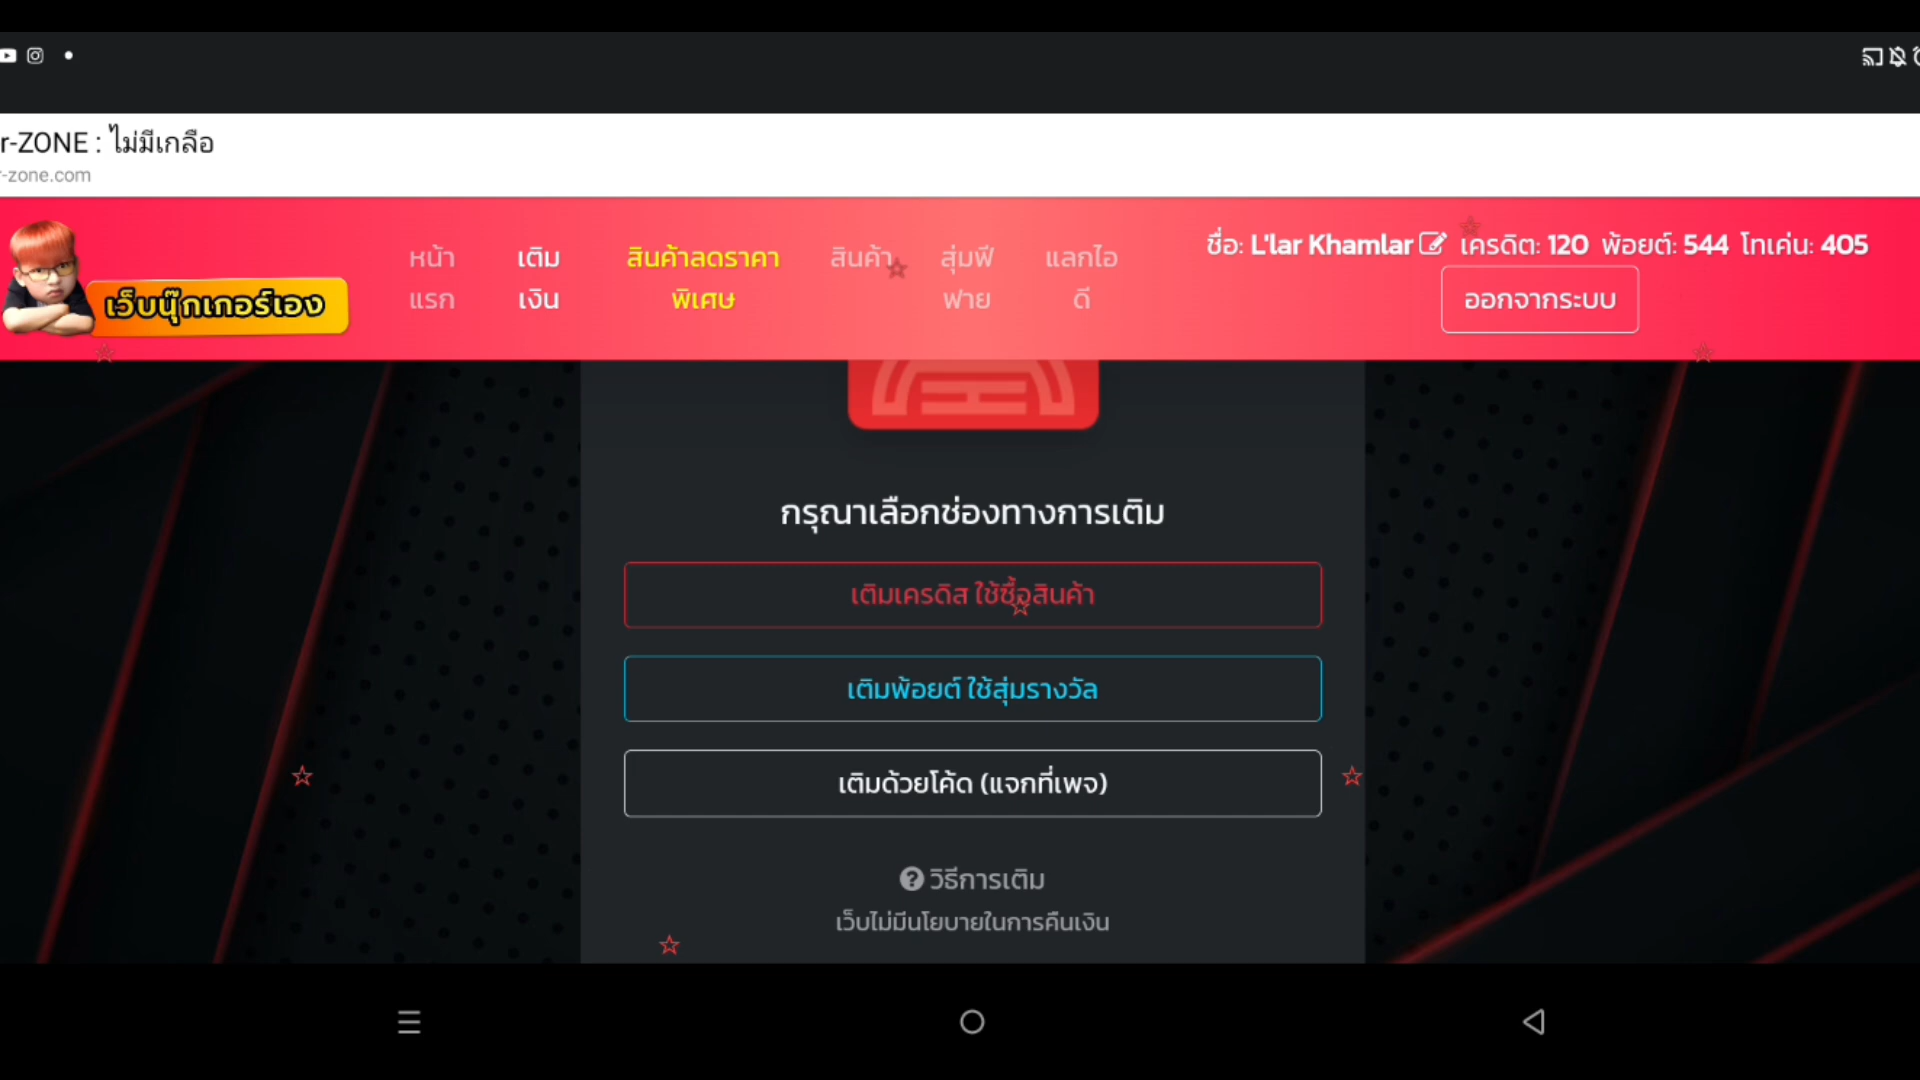 r-ZONE : ไม่มีเกลือ
r-zone.com
เว็บนุ๊กเกอร์เอง
หน้าแรก
เติมเงิน
สินค้าลดราคาพิเศษ
สินค้า
สุ่มฟีฟาย
แลกไอดี
ชื่อ: L'lar Khamlar เครดิต: 120 พ้อยต์: 544 โทเค่น: 405
ออกจากระบบ
กรุณาเลือกช่องทางการเติม
เติมเครดิส ใช้ซื้อสินค้า
เติมพ้อยต์ ใช้สุ่มรางวัล
เติมด้วยโค้ด (แจกที่เพจ)
วิธีการเติม
เว็บไม่มีนโยบายในการคืนเงิน